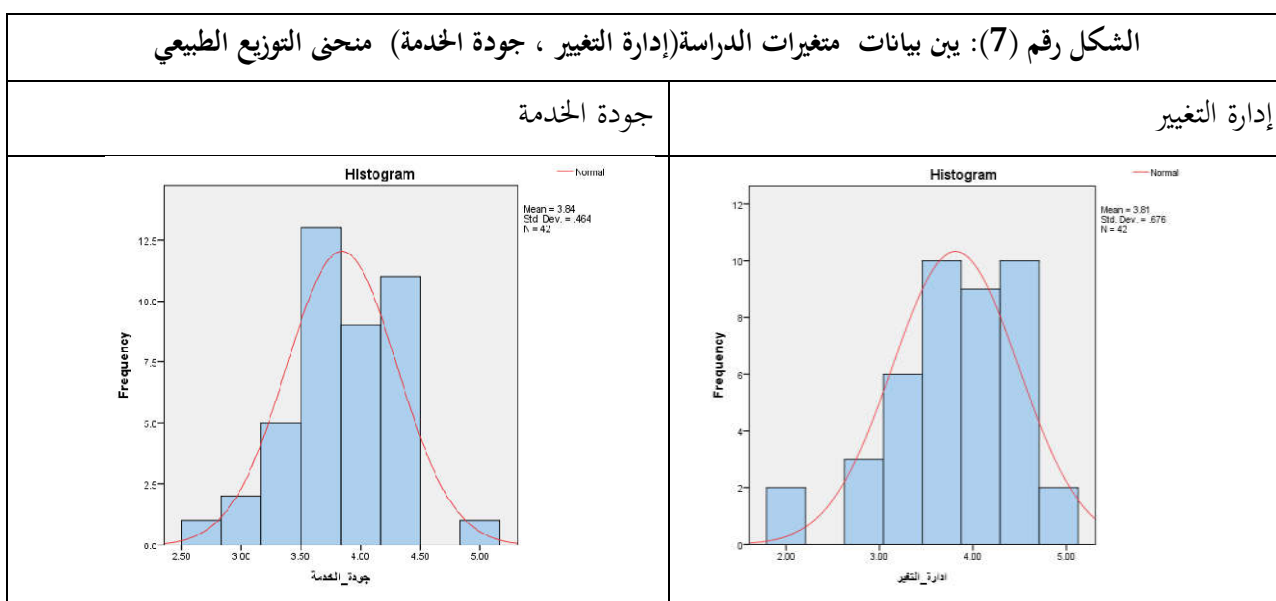 الشكل رقم (7): يبن بيانات متغيرات الدراسة(إدارة التغيير ، جودة الخدمة) منحنى التوزيع الطبيعي
إدارة التغيير
جودة الخدمة
Histogram
Normal
Mean = 3.81
Std. Dev. = .676
N = 42
Frequency
12
10
8
6
4
2
0
2.00 3.00 4.00 5.00
ادارة_التغير
Histogram
Normal
Mean = 3.84
Std. Dev. = .464
N = 42
Frequency
12.5
10.0
7.5
5.0
2.5
0.0
2.50 3.00 3.50 4.00 4.50 5.00
جودة_الخدمة